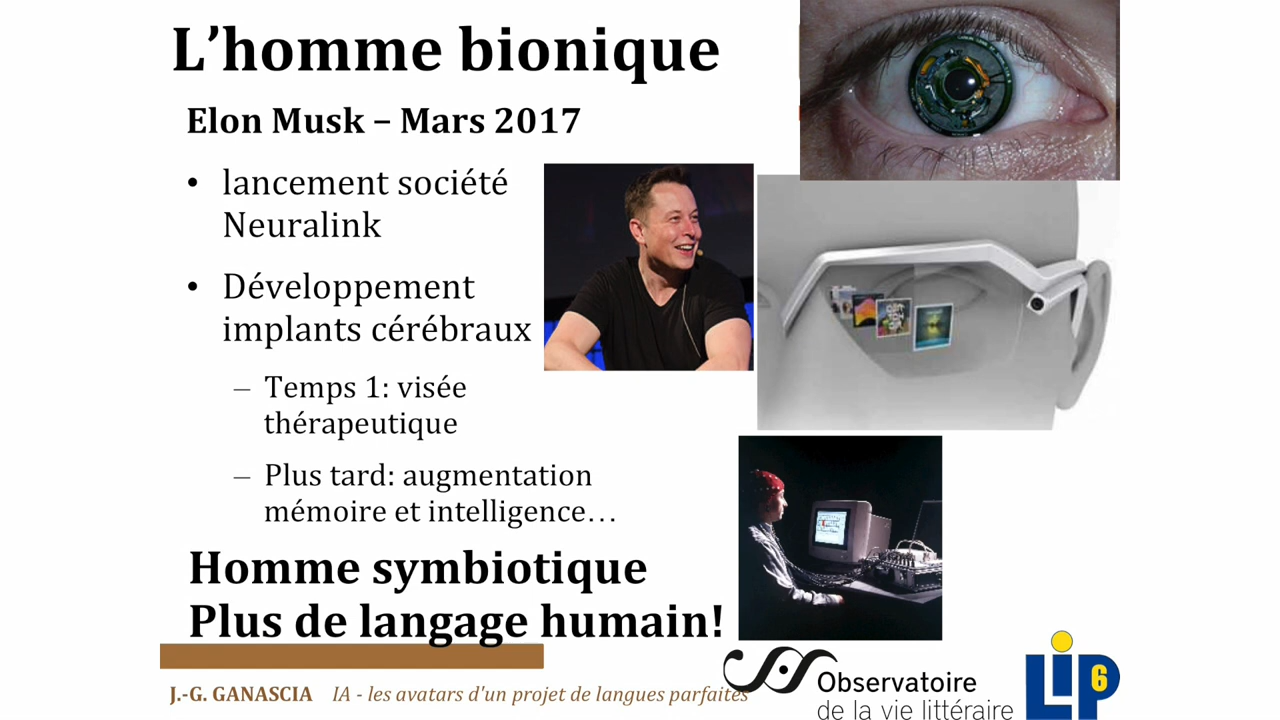 L’homme bionique
Elon Musk – Mars 2017
• lancement société
Neuralink
• Développement
implants cérébraux
– Temps 1: visée
thérapeutique
– Plus tard: augmentation
mémoire et intelligence…
Homme symbiotique
Plus de langage humain!
J.-G. GANASCIA IA - les avatars d'un projet de langues parfaites
Observatoire
de la vie littéraire
LIP6